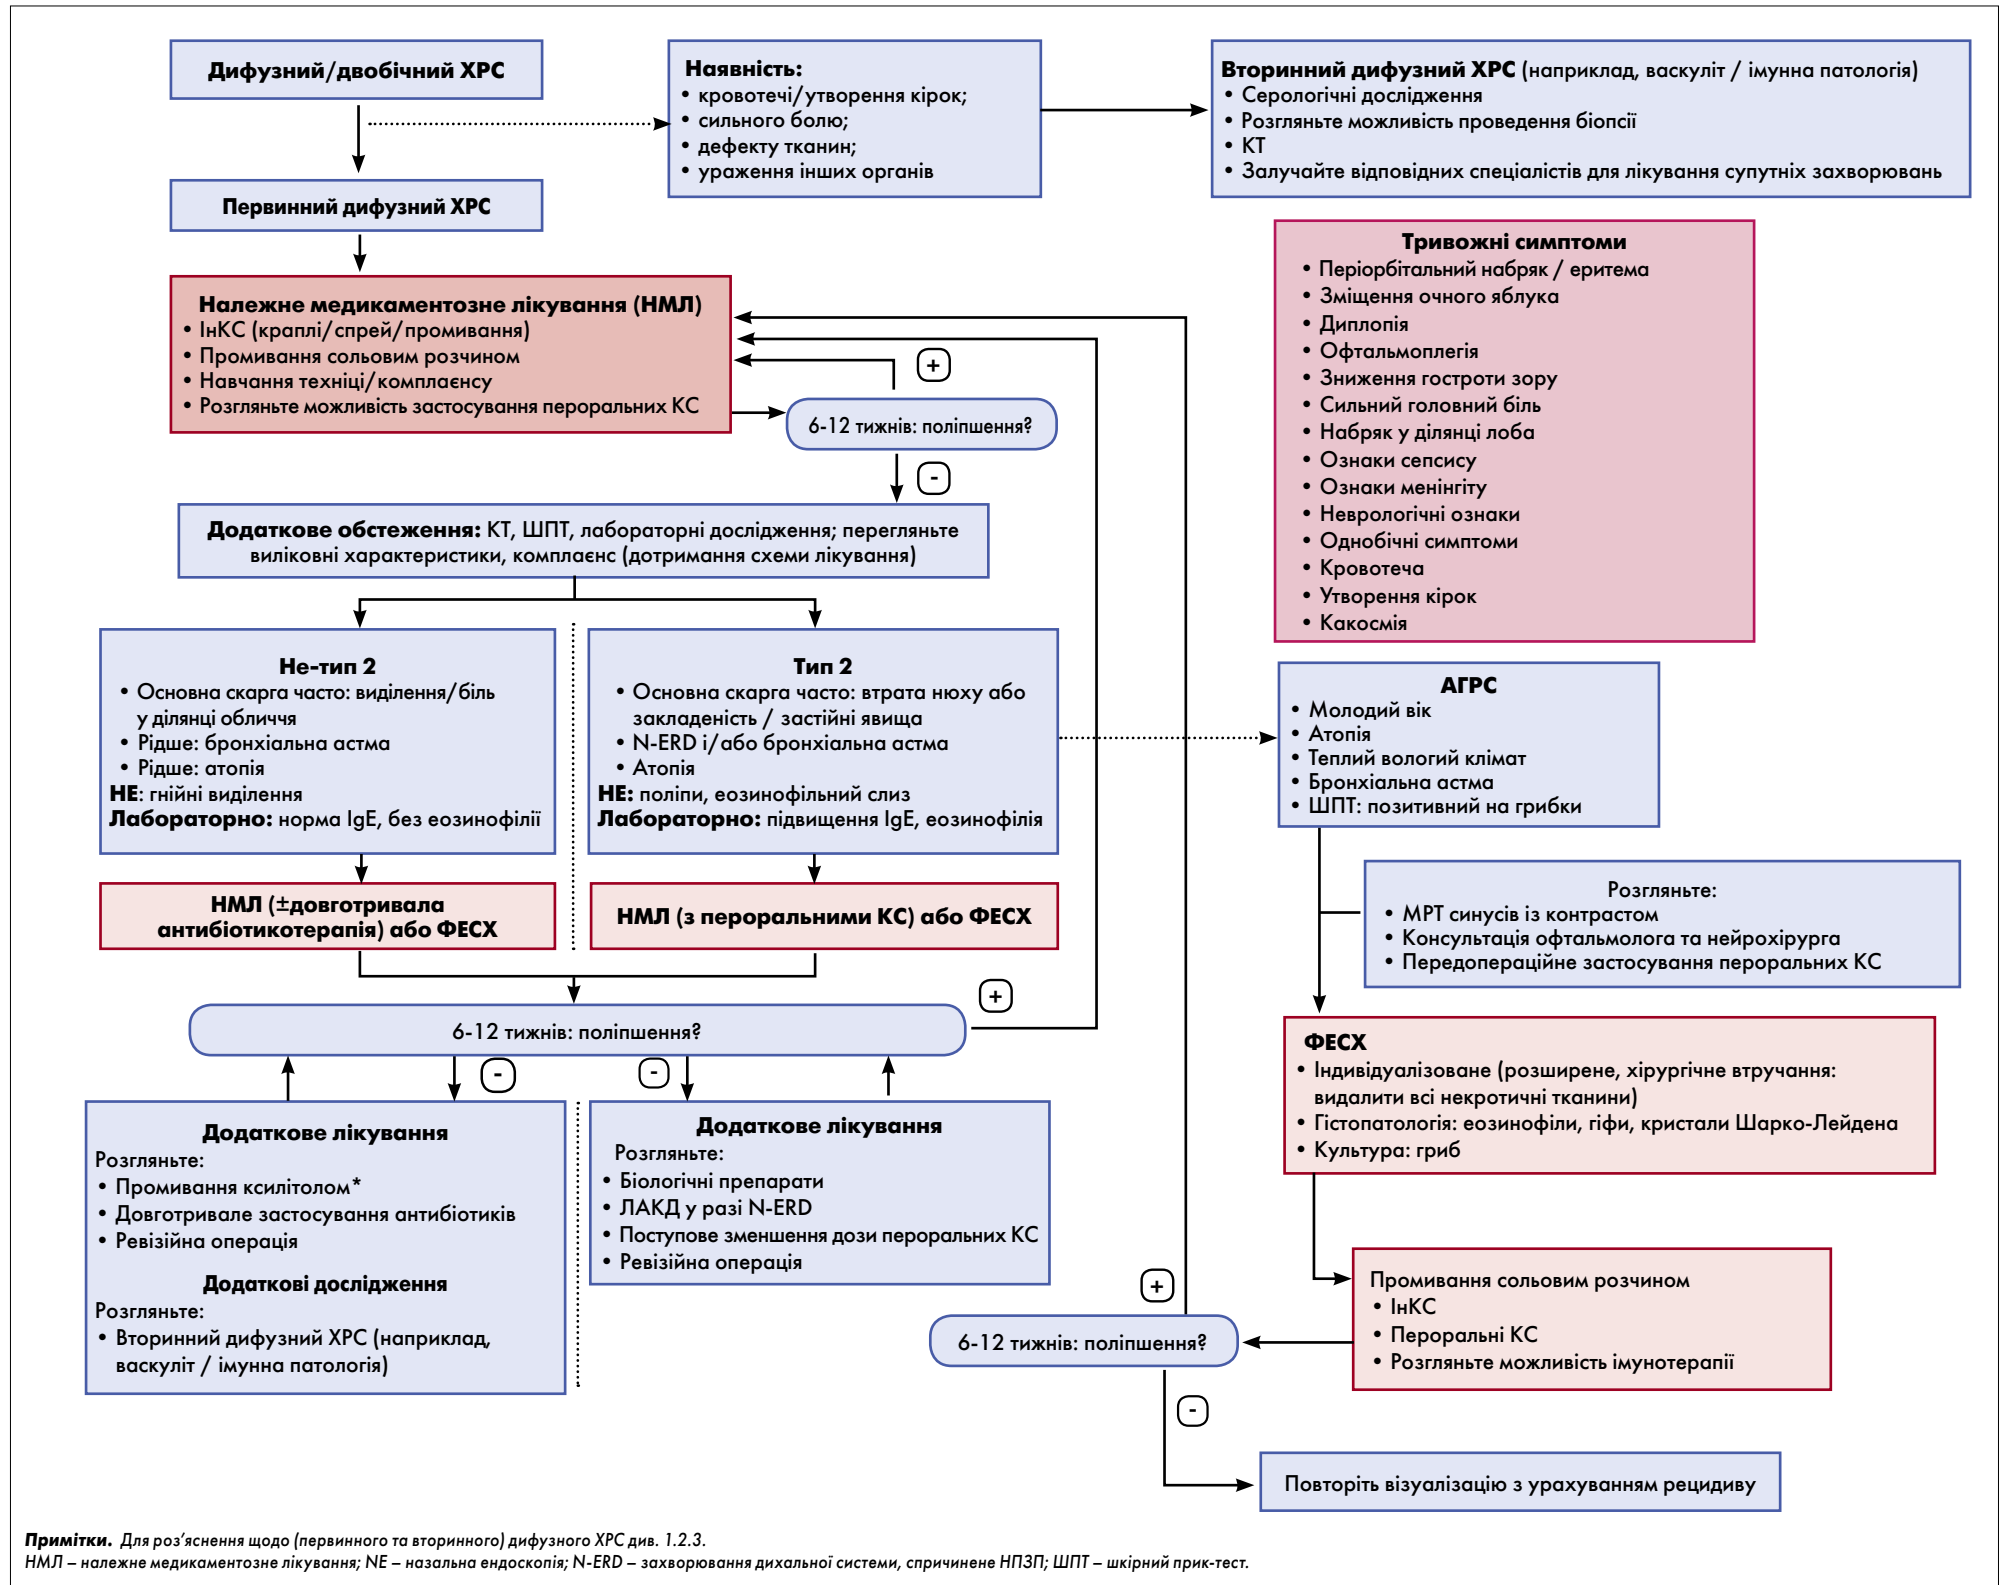 Дифузний/двобічний ХРС
Наявність:
• кровотечі/утворення кірок;
• сильного болю;
• дефекту тканин;
• ураження інших органів
Вторинний дифузний ХРС (наприклад, васкуліт / імунна патологія)
• Серологічні дослідження
• Розгляньте можливість проведення біопсії
• КТ
• Залучайте відповідних спеціалістів для лікування супутніх захворювань
Первинний дифузний ХРС
Тривожні симптоми
• Періорбітальний набряк / еритема
• Зміщення очного яблука
• Диплопія
• Офтальмоплегія
• Зниження гостроти зору
• Сильний головний біль
• Набряк у ділянці лоба
• Ознаки сепсису
• Ознаки менінгіту
• Неврологічні ознаки
• Однобічні симптоми
• Кровотеча
• Утворення кірок
• Какосмія
Належне медикаментозне лікування (НМЛ)
• ІнКС (краплі/спрей/промивання)
• Промивання сольовим розчином
• Навчання техніці/комплаєнсу
• Розгляньте можливість застосування пероральних КС
+
6-12 тижнів: поліпшення?
-
Додаткове обстеження: КТ, ШПТ, лабораторні дослідження; перегляньте
виліковні характеристики, комплаєнс (дотримання схеми лікування)
Не-тип 2
• Основна скарга часто: виділення/біль
у ділянці обличчя
• Рідше: бронхіальна астма
• Рідше: атопія
НЕ: гнійні виділення
Лабораторно: норма IgE, без еозинофілії
Тип 2
• Основна скарга часто: втрата нюху або
закладеність / застійні явища
• N-ERD і/або бронхіальна астма
• Атопія
НЕ: поліпи, еозинофільний слиз
Лабораторно: підвищення IgE, еозинофілія
АГРС
• Молодий вік
• Атопія
• Теплий вологий клімат
• Бронхіальна астма
• ШПТ: позитивний на грибки
НМЛ (±довготривала
антибіотикотерапія) або ФЕСХ
НМЛ (з пероральними КС) або ФЕСХ
Розгляньте:
• МРТ синусів із контрастом
• Консультація офтальмолога та нейрохірурга
• Передопераційне застосування пероральних КС
+
6-12 тижнів: поліпшення?
-
-
ФЕСХ
• Індивідуалізоване (розширене, хірургічне втручання:
видалити всі некротичні тканини)
• Гістопатологія: еозинофіли, гіфи, кристали Шарко-Лейдена
• Культура: гриб
Додаткове лікування
Розгляньте:
• Промивання ксилітолом*
• Довготривале застосування антибіотиків
• Ревізійна операція
Додаткові дослідження
Розгляньте:
• Вторинний дифузний ХРС (наприклад,
васкуліт / імунна патологія)
Додаткове лікування
Розгляньте:
• Біологічні препарати
• ЛАКД у разі N-ERD
• Поступове зменшення дози пероральних КС
• Ревізійна операція
Промивання сольовим розчином
• ІнКС
• Пероральні КС
• Розгляньте можливість імунотерапії
+
6-12 тижнів: поліпшення?
-
Повторіть візуалізацію з урахуванням рецидиву
Примітки. Для роз’яснення щодо (первинного та вторинного) дифузного ХРС див. 1.2.3.
НМЛ – належне медикаментозне лікування; NE – назальна ендоскопія; N-ERD – захворювання дихальної системи, спричинене НПЗП; ШПТ – шкірний прик-тест.